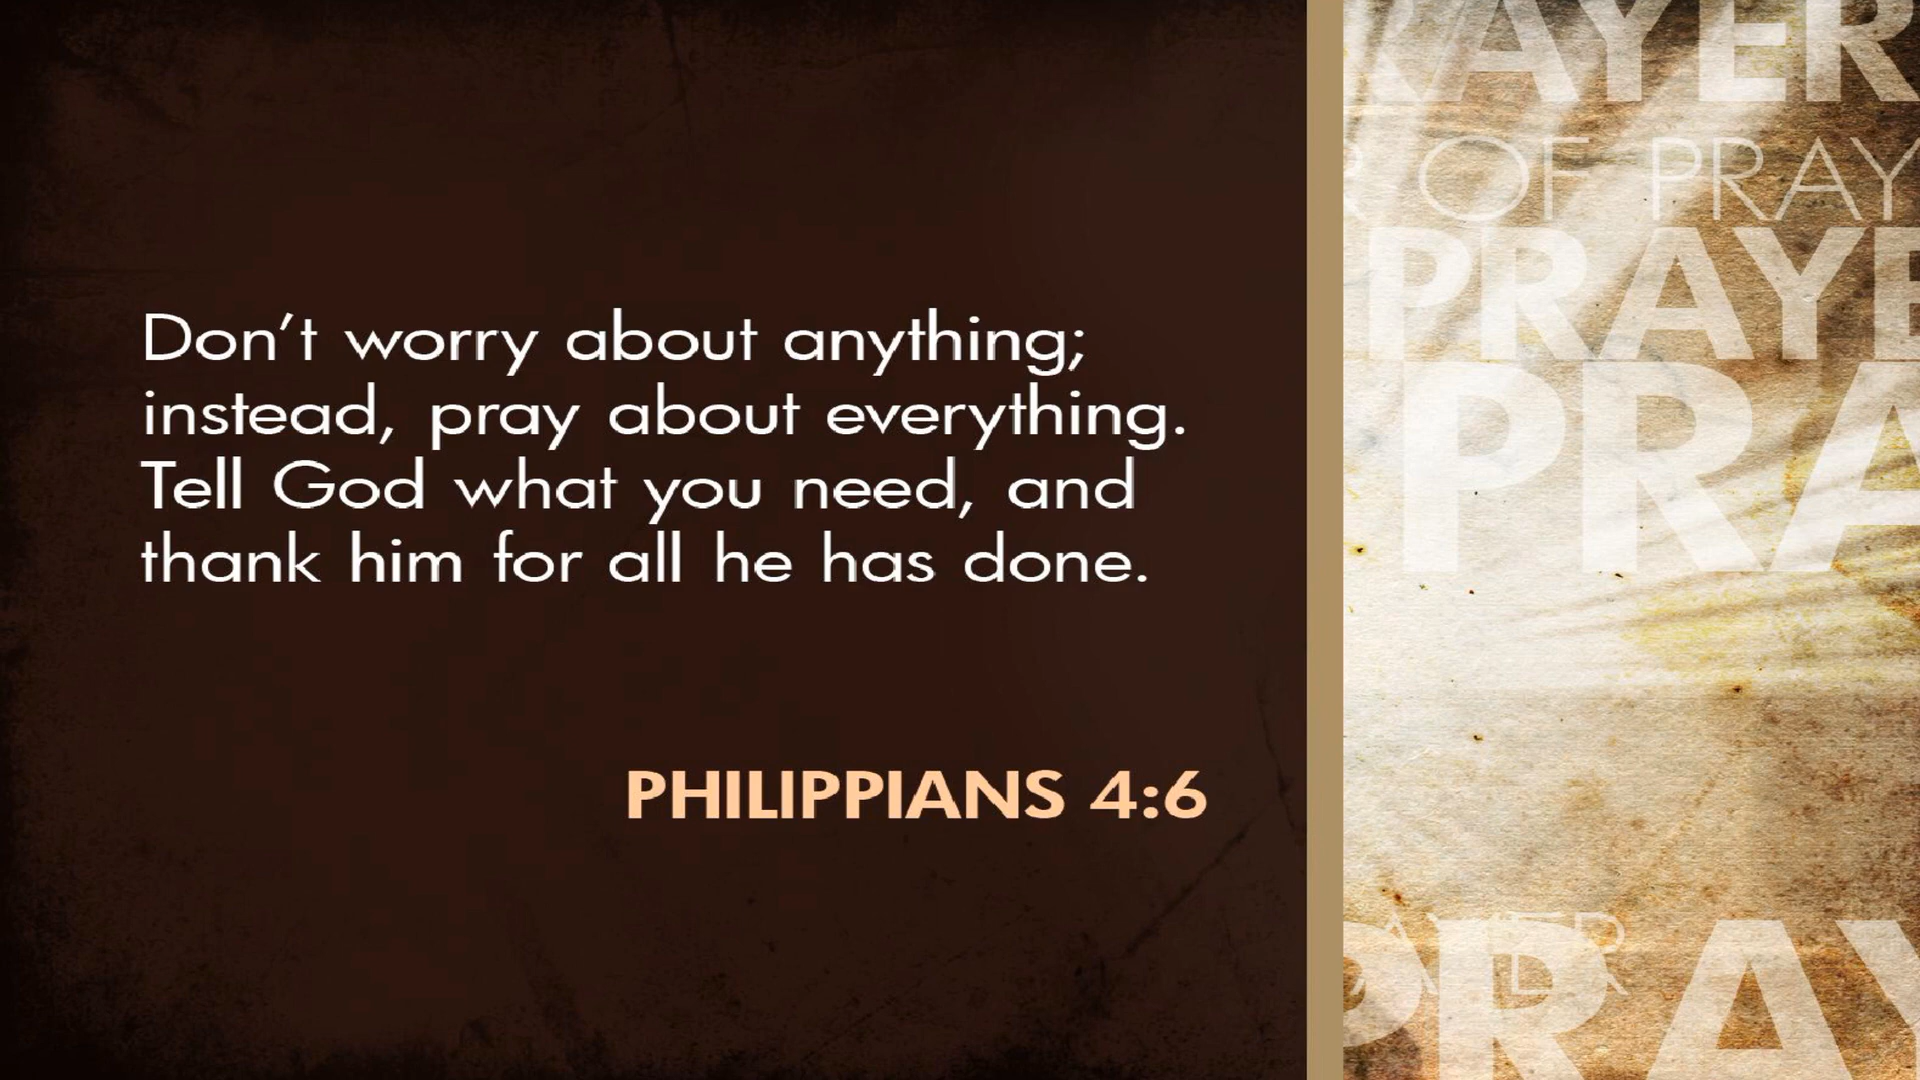 Don’t worry about anything;
instead, pray about everything.
Tell God what you need, and
thank him for all he has done.
PHILIPPIANS 4:6
RAYER
R OF PRAY
PRAYE
PRA
PRAY